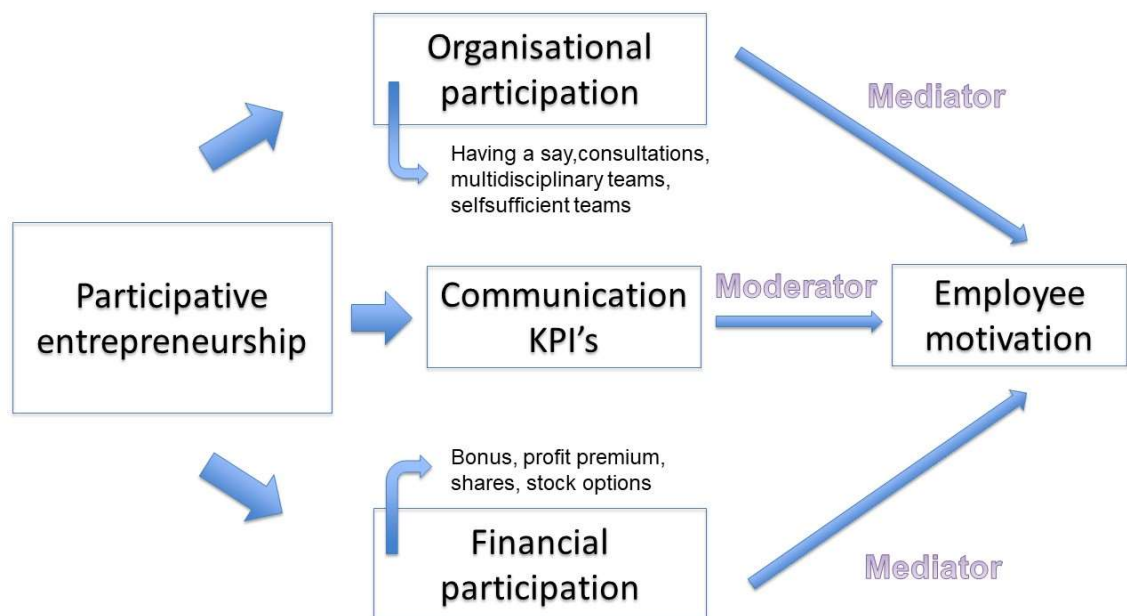 Organisational
participation
Mediator
Having a say,consultations,
multidisciplinary teams,
selfsufficient teams
Participative
entrepreneurship
Communication
KPI's
Moderator
Employee
motivation
Bonus, profit premium,
shares, stock options
Financial
participation
Mediator